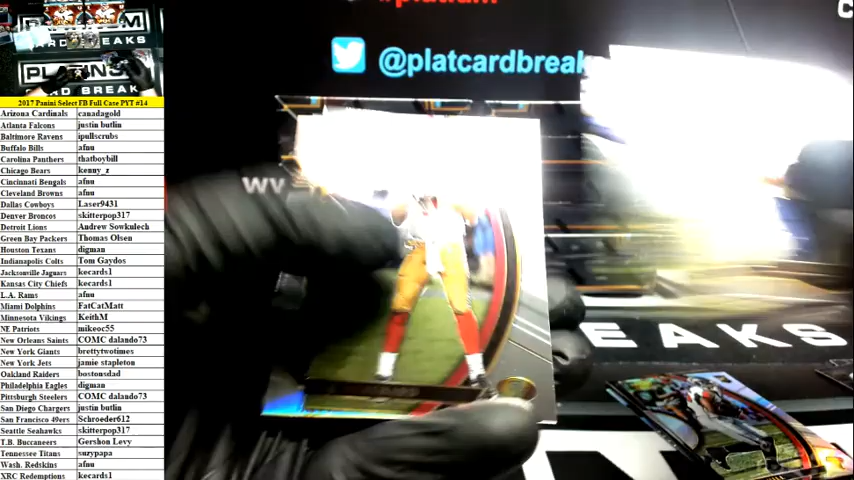 #platinum
@platcardbreak
BREAKS
PLATINUM
CARD BREAKS
EAKS
2017 Panini Select FB Full Case PYT #14
Arizona Cardinals canadagold
Atlanta Falcons justin butlin
Baltimore Ravens ipullscrubs
Buffalo Bills afnu
Carolina Panthers thatboybill
Chicago Bears kenny_z
Cincinnati Bengals afnu
Cleveland Browns afnu
Dallas Cowboys Laser9431
Denver Broncos skitterpop317
Detroit Lions Andrew Sowkulech
Green Bay Packers Thomas Olsen
Houston Texans digman
Indianapolis Colts Tom Gaydos
Jacksonville Jaguars kecards1
Kansas City Chiefs kecards1
L.A. Rams afnu
Miami Dolphins FatCatMatt
Minnesota Vikings KeithM
NE Patriots mikeoc55
New Orleans Saints COMC dalando73
New York Giants brettytwotimes
New York Jets jamie stapleton
Oakland Raiders bostonsdad
Philadelphia Eagles digman
Pittsburgh Steelers COMC dalando73
San Diego Chargers justin butlin
San Francisco 49ers Schroeder612
Seattle Seahawks skitterpop317
T.B. Buccaneers Gershon Levy
Tennessee Titans suzypapa
Wash. Redskins afnu
XRC Redemptions kecards1